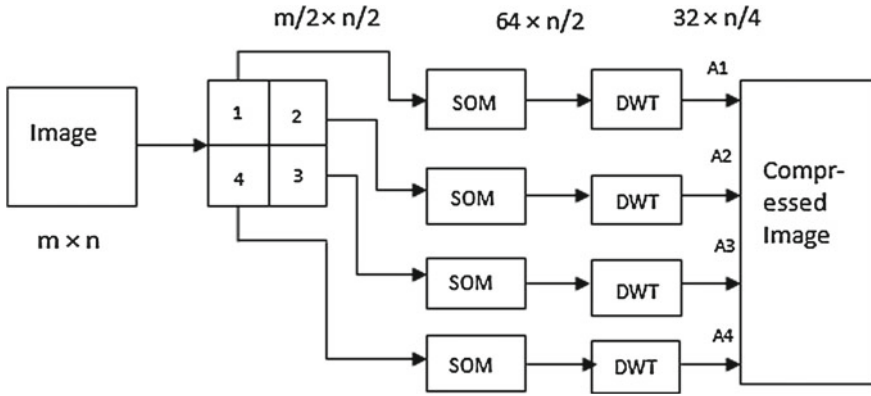 m/2 × n/2
64 × n/2
32 × n/4
Image
m × n
1
2
4
3
SOM
DWT
A1
SOM
DWT
A2
SOM
DWT
A3
SOM
DWT
A4
Compr-
essed
Image